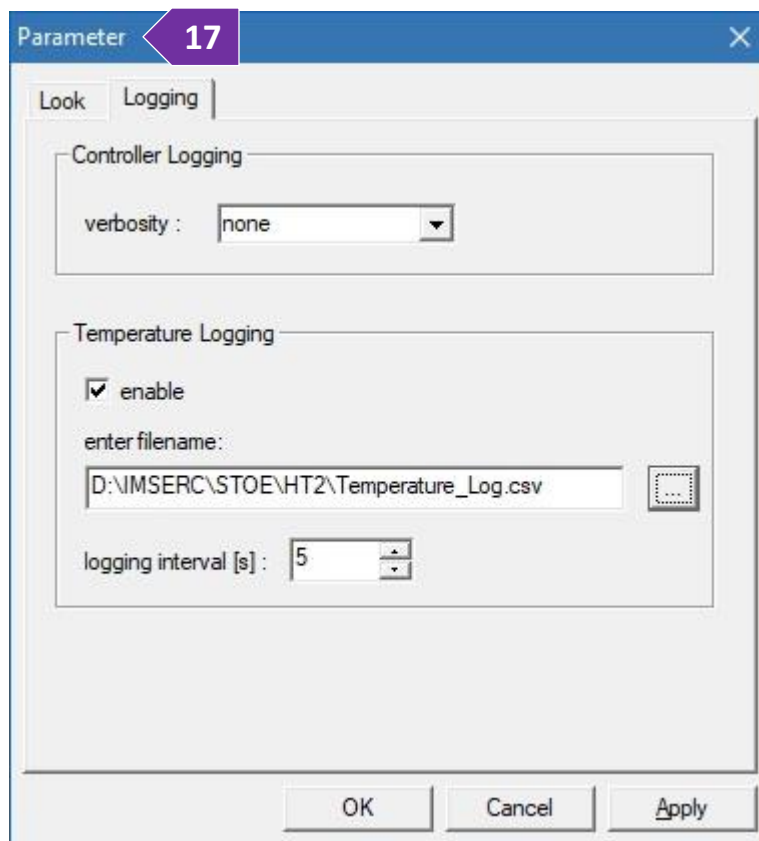 Parameter 17
Look Logging
Controller Logging
verbosity : none
Temperature Logging
enable
enter filename:
D:\IMSERC\STOE\HT2\Temperature_Log.csv ...
logging interval [s] : 5
OK Cancel Apply